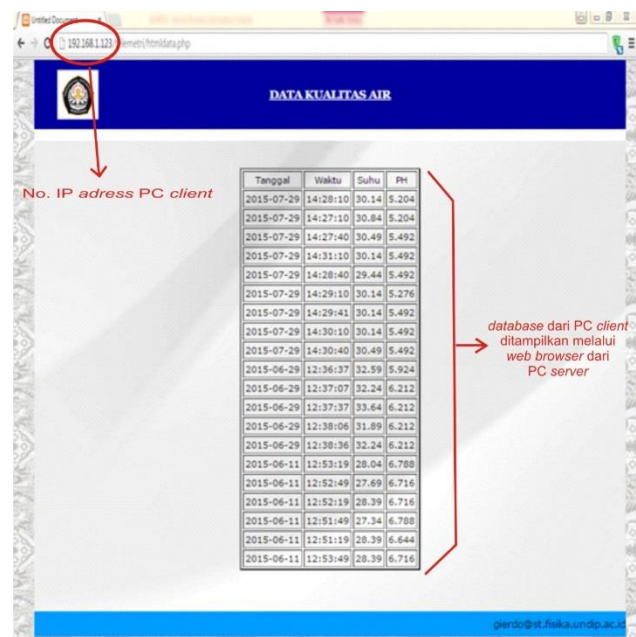 Untitled Document
192.168.1.123/telemetri/htmldata.php
DATA KUALITAS AIR
No. IP adress PC client
Tanggal Waktu Suhu PH
2015-07-29 14:28:10 30.14 5.204
2015-07-29 14:27:10 30.84 5.204
2015-07-29 14:27:40 30.49 5.492
2015-07-29 14:31:10 30.14 5.492
2015-07-29 14:28:40 29.44 5.492
2015-07-29 14:29:10 30.14 5.276
2015-07-29 14:29:41 30.14 5.492
2015-07-29 14:30:10 30.14 5.492
2015-07-29 14:30:40 30.49 5.492
2015-06-29 12:36:37 32.59 5.924
2015-06-29 12:37:07 32.24 6.212
2015-06-29 12:37:37 33.64 6.212
2015-06-29 12:38:06 31.89 6.212
2015-06-29 12:38:36 32.24 6.212
2015-06-11 12:53:19 28.04 6.788
2015-06-11 12:52:49 27.69 6.716
2015-06-11 12:52:19 28.39 6.716
2015-06-11 12:51:49 27.34 6.788
2015-06-11 12:51:19 28.39 6.644
2015-06-11 12:53:49 28.39 6.716
database dari PC client
ditampilkan melalui
web browser dari
PC server
gierdo@st.fisika.undip.ac.id